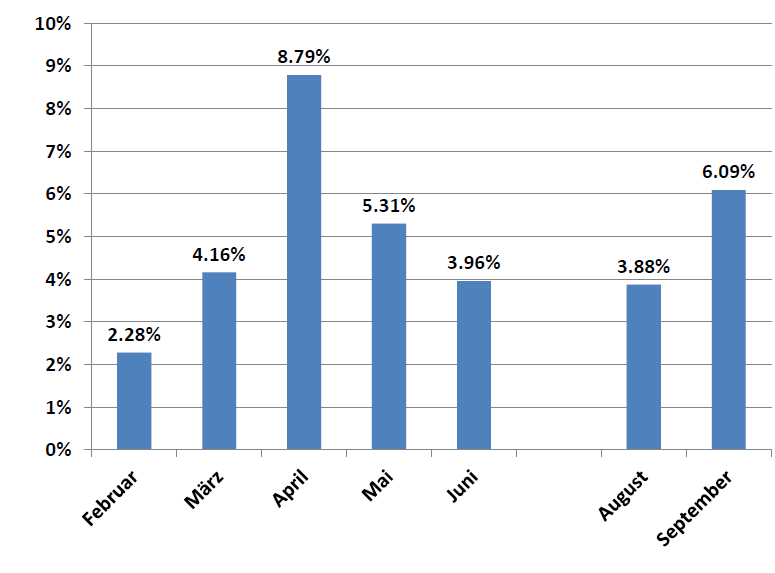 10%
9%
8%
7%
6%
5%
4%
3%
2%
1%
0%
2.28%
4.16%
8.79%
5.31%
3.96%
3.88%
6.09%
Februar
März
April
Mai
Juni
August
September